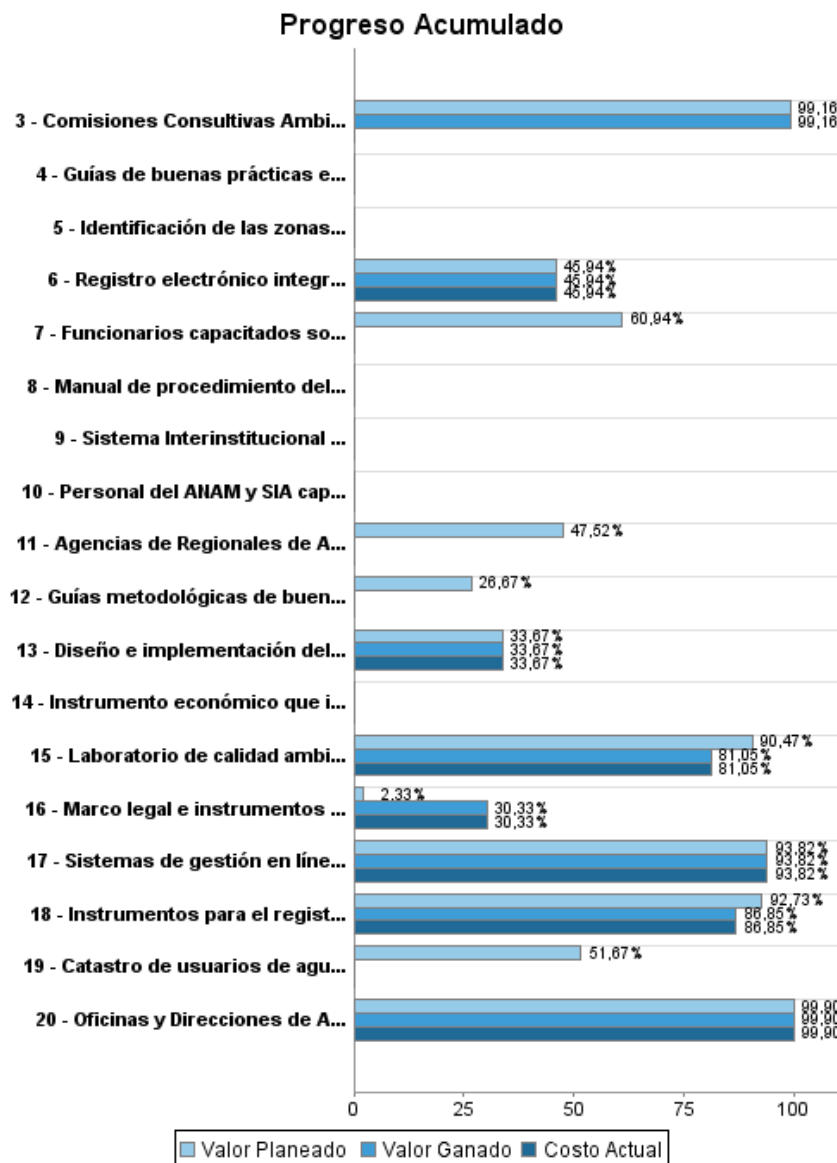 Progreso Acumulado
3 - Comisiones Consultivas Ambi...
99,16
99,16
4 - Guías de buenas prácticas e...
5 - Identificación de las zonas...
6 - Registro electrónico integr...
45,94%
45,94%
45,94%
7 - Funcionarios capacitados so...
60,94%
8 - Manual de procedimiento del...
9 - Sistema Interinstitucional ...
10 - Personal del ANAM y SIA cap...
11 - Agencias de Regionales de A...
47,52%
12 - Guías metodológicas de buen...
26,67%
13 - Diseño e implementación del...
33,67%
33,67%
33,67%
14 - Instrumento económico que i...
15 - Laboratorio de calidad ambi...
90,47%
81,05%
81,05%
16 - Marco legal e instrumentos ...
2,33%
30,33%
30,33%
17 - Sistemas de gestión en líne...
93,82%
93,82%
93,82%
18 - Instrumentos para el regist...
92,73%
86,85%
86,85%
19 - Catastro de usuarios de agu...
51,67%
20 - Oficinas y Direcciones de A...
99,90
99,90
99,90
0 25 50 75 100
Valor Planeado Valor Ganado Costo Actual